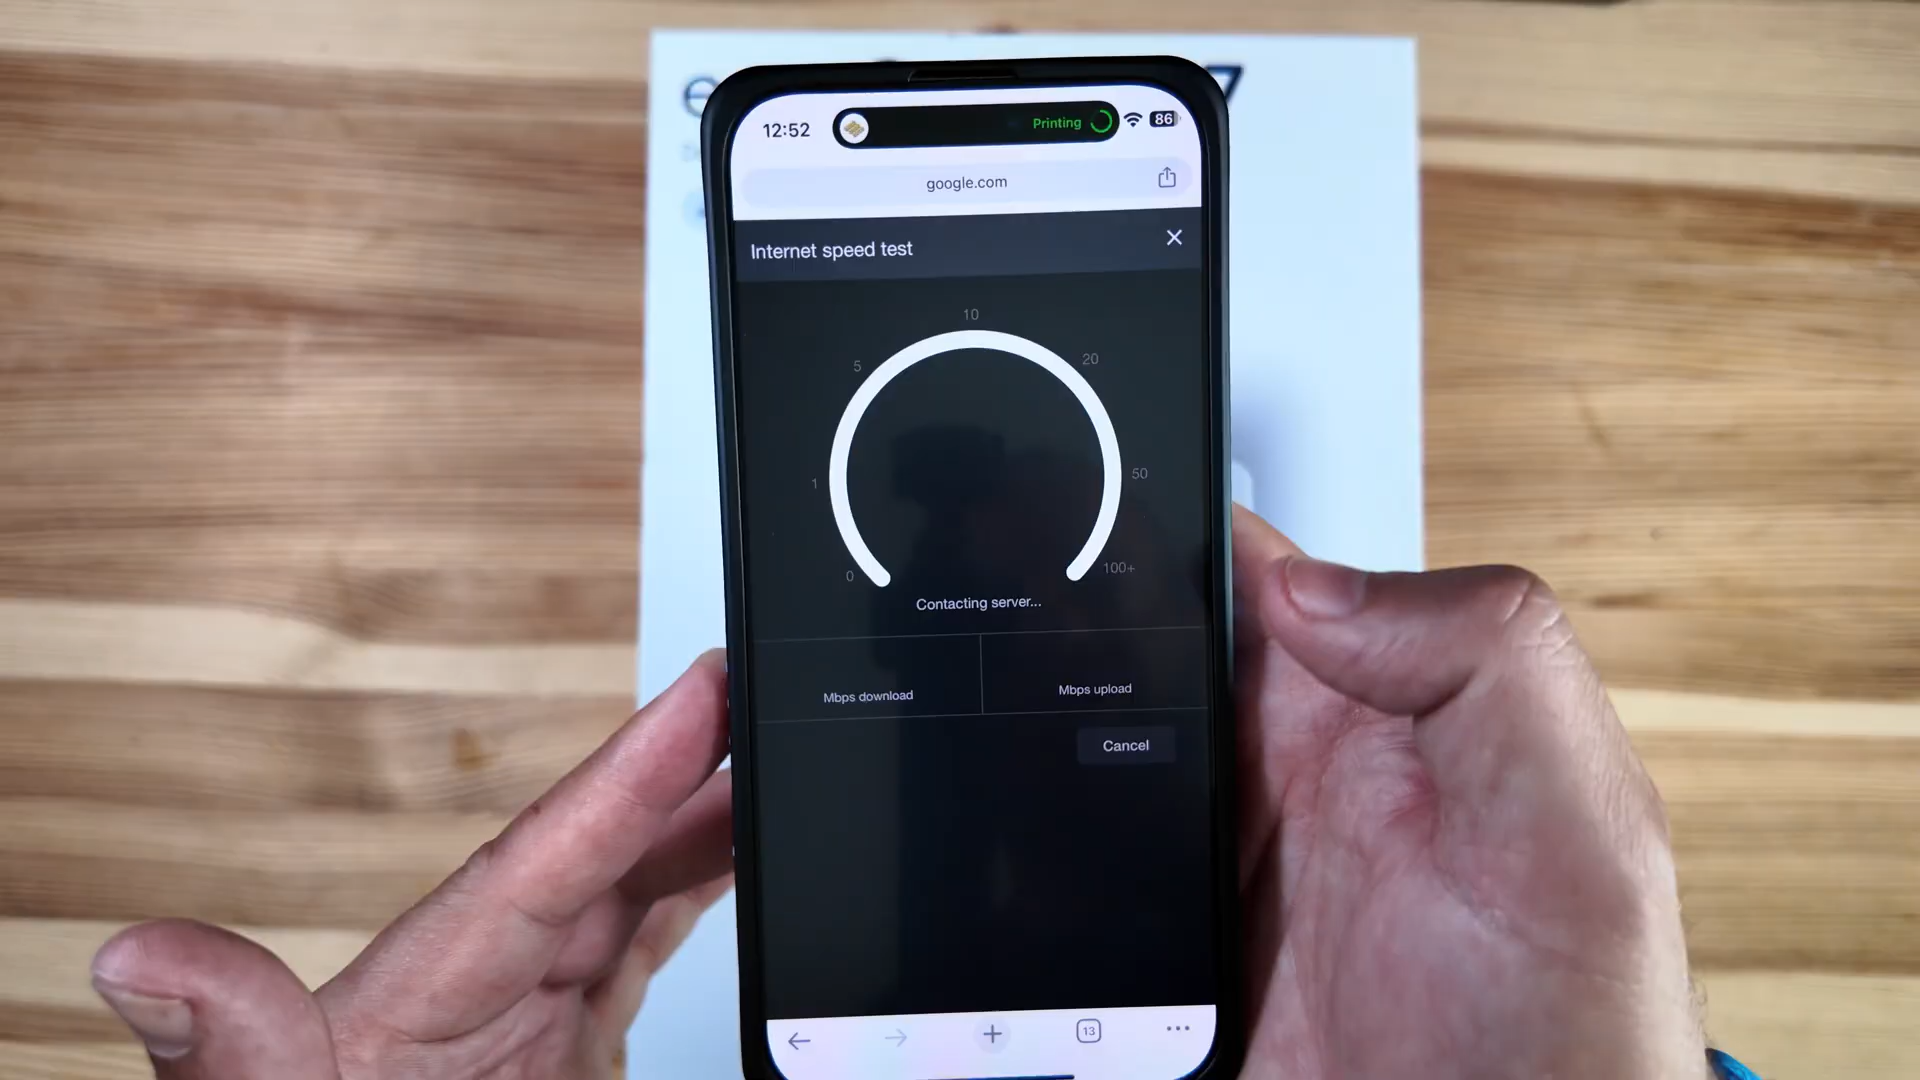 12:52
Printing
86
google.com
Internet speed test
10
5
20
1
50
0
100+
Contacting server...
Mbps download
Mbps upload
Cancel
13
7